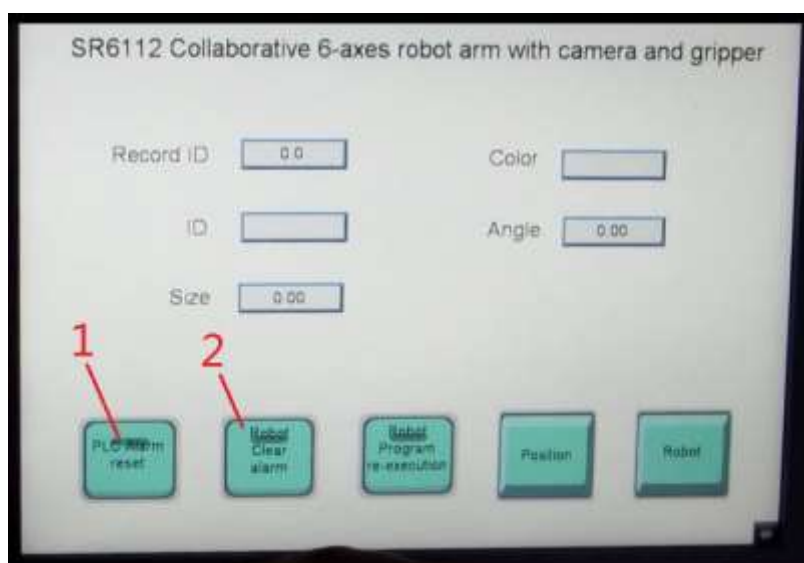 SR6112 Collaborative 6-axes robot arm with camera and gripper
Record ID 0.0 Color
ID Angle 0.00
Size 0.00
1 2
PLC Alarm
reset
Robot
Clear
alarm
Robot
Program
re-execution
Position
Robot